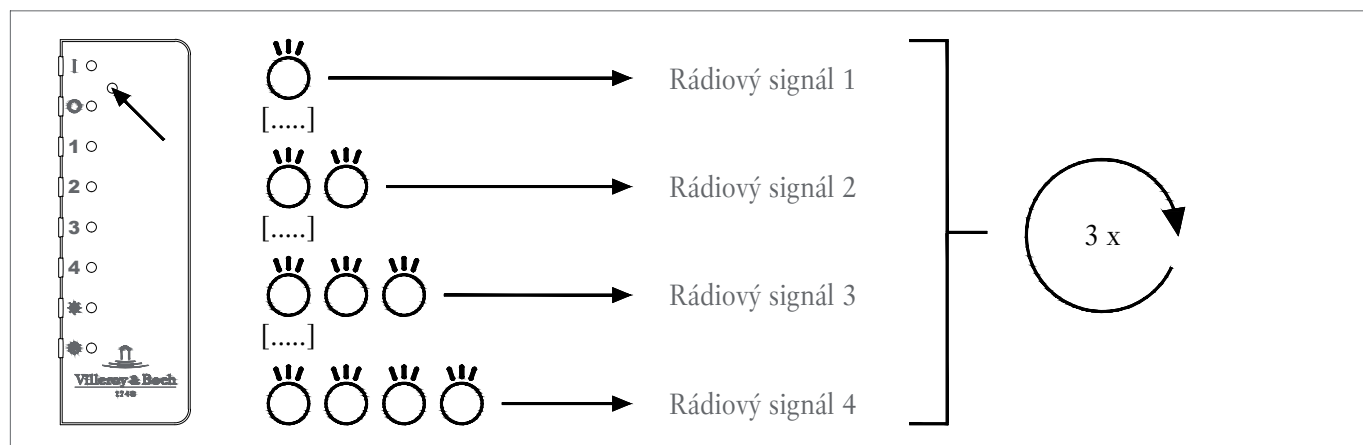 I
1
2
3
4
Villeroy & Boch
1748
Rádiový signál 1
[.....]
Rádiový signál 2
[.....]
Rádiový signál 3
[.....]
Rádiový signál 4
3 x